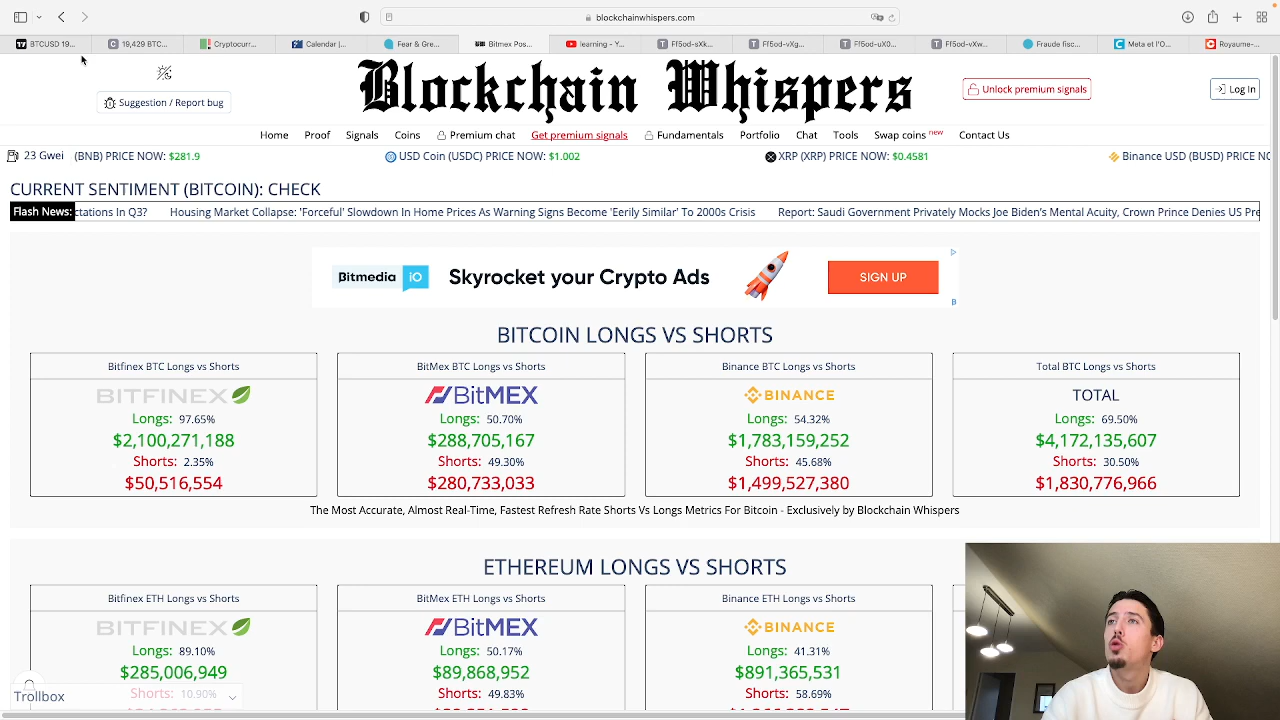 blockchainwhispers.com
BTCUSD 19...
19,429 BTC...
Cryptocurr...
Calendar |...
Fear & Gre...
Bitmex Pos...
learning - Y...
Ff5od-sXk...
Ff5od-vXg...
Ff5od-uX0...
Ff5od-vXw...
Fraude fisc...
Meta et l'O...
Royaume-...
Suggestion / Report bug
Blockchain Whispers
Unlock premium signals
Log In
Home Proof Signals Coins Premium chat Get premium signals Fundamentals Portfolio Chat Tools Swap coins new Contact Us
23 Gwei (BNB) PRICE NOW: $281.9 USD Coin (USDC) PRICE NOW: $1.002 XRP (XRP) PRICE NOW: $0.4581 Binance USD (BUSD) PRICE NO
CURRENT SENTIMENT (BITCOIN): CHECK
Flash News: ctations In Q3? Housing Market Collapse: 'Forceful' Slowdown In Home Prices As Warning Signs Become 'Eerily Similar' To 2000s Crisis Report: Saudi Government Privately Mocks Joe Biden's Mental Acuity, Crown Prince Denies US Pre
Bitmedia iO
Skyrocket your Crypto Ads
SIGN UP
BITCOIN LONGS VS SHORTS
Bitfinex BTC Longs vs Shorts
BITFINEX
Longs: 97.65%
$2,100,271,188
Shorts: 2.35%
$50,516,554
BitMex BTC Longs vs Shorts
BitMEX
Longs: 50.70%
$288,705,167
Shorts: 49.30%
$280,733,033
Binance BTC Longs vs Shorts
BINANCE
Longs: 54.32%
$1,783,159,252
Shorts: 45.68%
$1,499,527,380
Total BTC Longs vs Shorts
TOTAL
Longs: 69.50%
$4,172,135,607
Shorts: 30.50%
$1,830,776,966
The Most Accurate, Almost Real-Time, Fastest Refresh Rate Shorts Vs Longs Metrics For Bitcoin - Exclusively by Blockchain Whispers
ETHEREUM LONGS VS SHORTS
Bitfinex ETH Longs vs Shorts
BITFINEX
Longs: 89.10%
$285,006,949
Shorts: 10.90%
BitMex ETH Longs vs Shorts
BitMEX
Longs: 50.17%
$89,868,952
Shorts: 49.83%
Binance ETH Longs vs Shorts
BINANCE
Longs: 41.31%
$891,365,531
Shorts: 58.69%
Trollbox